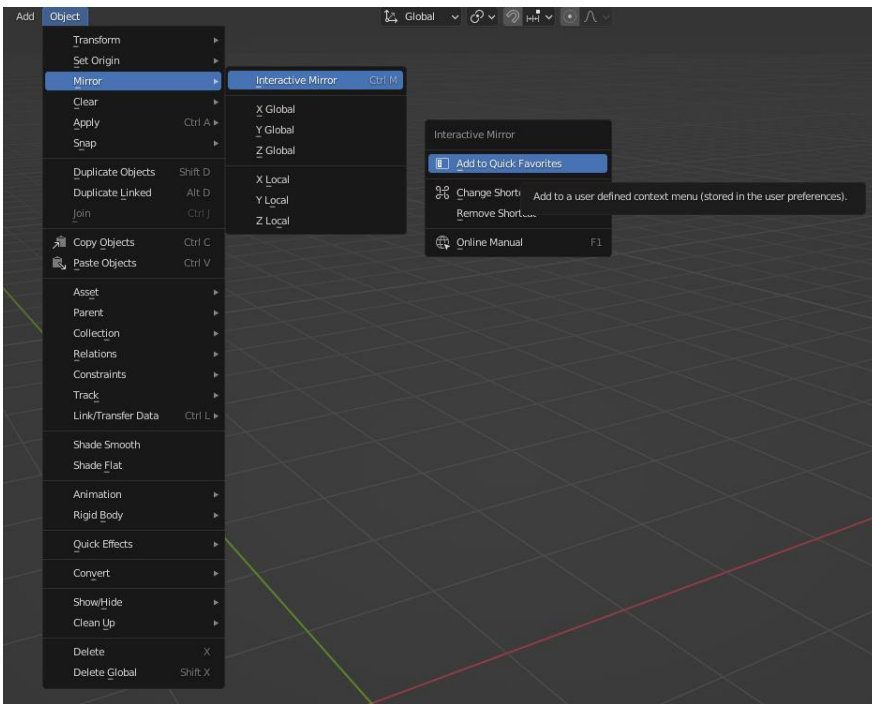 Add Object Global
Transform
Set Origin
Mirror
Clear
Apply Ctrl A
Snap
Duplicate Objects Shift D
Duplicate Linked Alt D
Join Ctrl J
Copy Objects Ctrl C
Paste Objects Ctrl V
Asset
Parent
Collection
Relations
Constraints
Track
Link/Transfer Data Ctrl L
Shade Smooth
Shade Flat
Animation
Rigid Body
Quick Effects
Convert
Show/Hide
Clean Up
Delete X
Delete Global Shift X
Interactive Mirror Ctrl M
X Global
Y Global
Z Global
X Local
Y Local
Z Local
Interactive Mirror
Add to Quick Favorites
Change Shortc
Remove Shortcut
Online Manual F1
Add to a user defined context menu (stored in the user preferences).